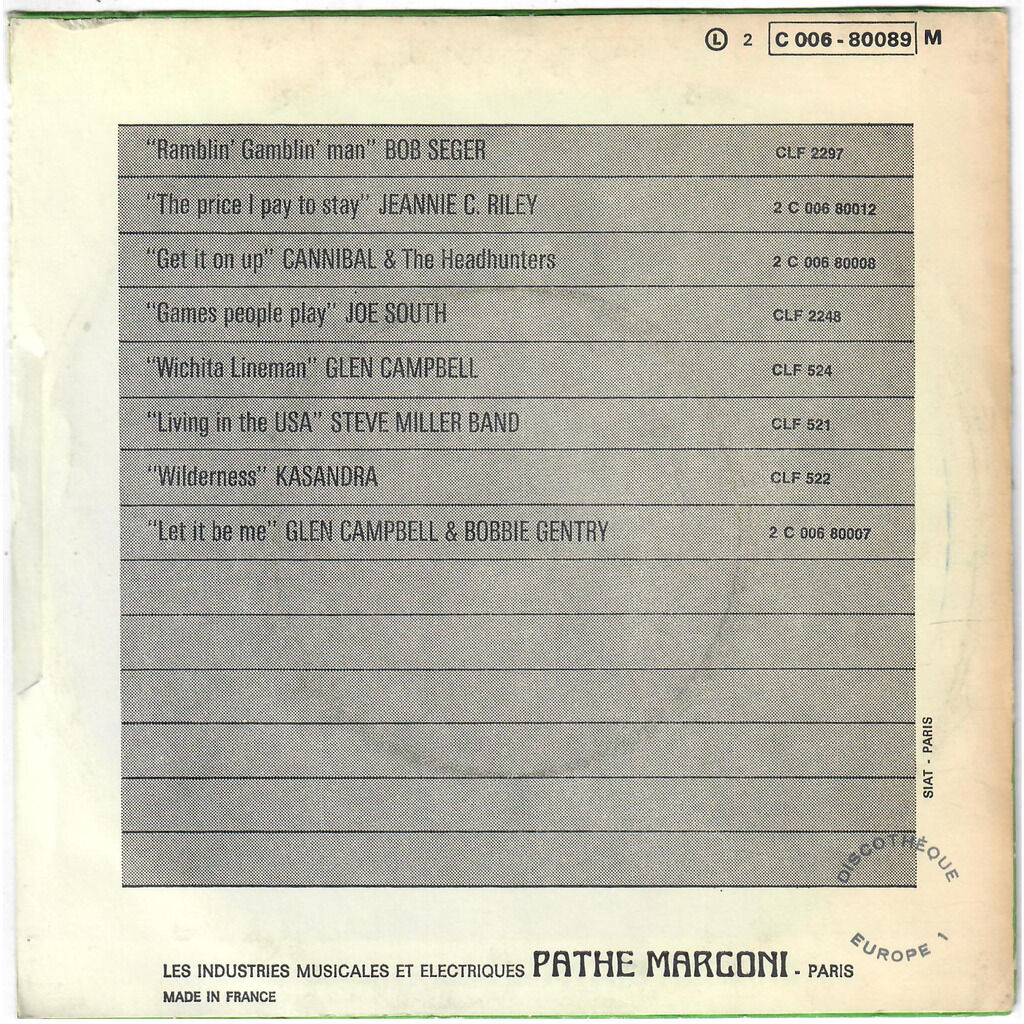 Ⓛ 2 C 006 - 80089 M
"Ramblin' Gamblin' man" BOB SEGER CLF 2297
"The price I pay to stay" JEANNIE C. RILEY 2 C 006 80012
"Get it on up" CANNIBAL & The Headhunters 2 C 006 80008
"Games people play" JOE SOUTH CLF 2248
"Wichita Lineman" GLEN CAMPBELL CLF 524
"Living in the USA" STEVE MILLER BAND CLF 521
"Wilderness" KASANDRA CLF 522
"Let it be me" GLEN CAMPBELL & BOBBIE GENTRY 2 C 006 80007
SIAT - PARIS
DISCOTHÈQUE
EUROPE 1
LES INDUSTRIES MUSICALES ET ELECTRIQUES PATHE MARCONI - PARIS
MADE IN FRANCE